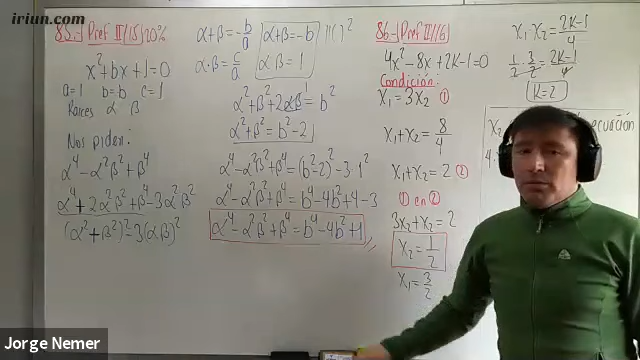 iriun.com
85.- Pref II/(15) 20%
x²+bx+1=0
a=1 b=b c=1
Raíces α β
Nos piden:
α⁴-α²β²+β⁴
α⁴+2α²β²+β⁴-3α²β²
(α²+β²)²-3(αβ)²
α+β=-b/a
α·β=c/a
α+β=-b
α·β=1
α²+2αβ+β²=b²
α²+β²=b²-2
α⁴-α²β²+β⁴=(b²-2)²-3·1²
α⁴-α²β²+β⁴=b⁴-4b²+4-3
α⁴-α²β²+β⁴=b⁴-4b²+1
86.- Pref II/(16)
4x²-8x+2k-1=0
Condición:
x₁=3x₂ ①
x₁+x₂=8/4
x₁+x₂=2 ②
① en ②
3x₂+x₂=2
x₂=1/2
x₁=3/2
x₁x₂=(2k-1)/4
1/2·3/2=(2k-1)/4
k=2
x₂ ecuación
4
Jorge Nemer